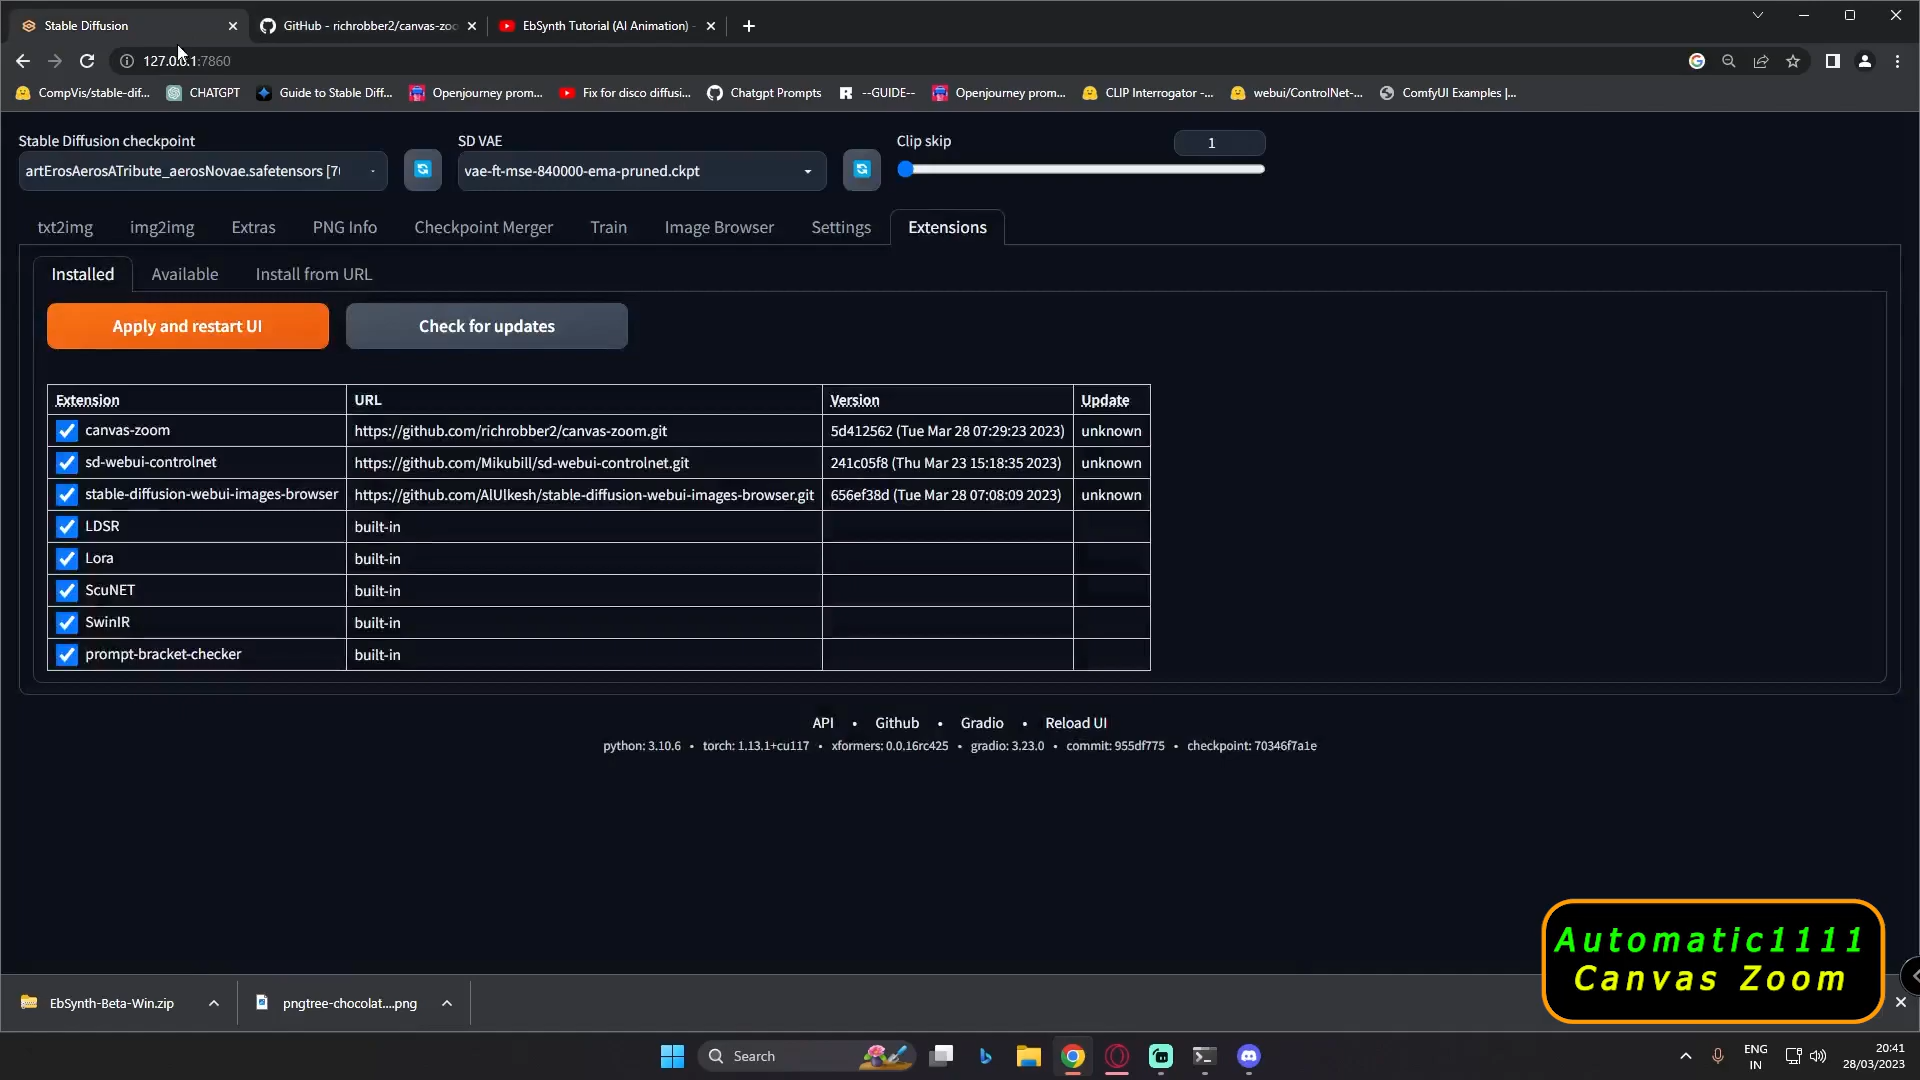 Stable Diffusion
GitHub - richrobber2/canvas-zoo
EbSynth Tutorial (AI Animation) -
127.0.0.1:7860
CompVis/stable-dif...
CHATGPT
Guide to Stable Diff...
Openjourney prom...
Fix for disco diffusi...
Chatgpt Prompts
R --GUIDE--
Openjourney prom...
CLIP Interrogator -...
webui/ControlNet-...
ComfyUI Examples |...
Stable Diffusion checkpoint
SD VAE
Clip skip
1
artErosAerosATribute_aerosNovae.safetensors [7
vae-ft-mse-840000-ema-pruned.ckpt
txt2img img2img Extras PNG Info Checkpoint Merger Train Image Browser Settings Extensions
Installed Available Install from URL
Apply and restart UI Check for updates
Extension URL Version Update
canvas-zoom https://github.com/richrobber2/canvas-zoom.git 5d412562 (Tue Mar 28 07:29:23 2023) unknown
sd-webui-controlnet https://github.com/Mikubill/sd-webui-controlnet.git 241c05f8 (Thu Mar 23 15:18:35 2023) unknown
stable-diffusion-webui-images-browser https://github.com/AlUlkesh/stable-diffusion-webui-images-browser.git 656ef38d (Tue Mar 28 07:08:09 2023) unknown
LDSR built-in
Lora built-in
ScuNET built-in
SwinIR built-in
prompt-bracket-checker built-in
API • Github • Gradio • Reload UI
python: 3.10.6 • torch: 1.13.1+cu117 • xformers: 0.0.16rc425 • gradio: 3.23.0 • commit: 955df775 • checkpoint: 70346f7a1e
Automatic1111
Canvas Zoom
EbSynth-Beta-Win.zip
pngtree-chocolat....png
Search
ENG
IN
20:41
28/03/2023